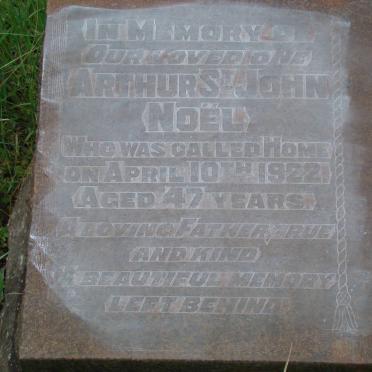 IN MEMORY OF
OUR LOVED ONE
ARTHUR ST. JOHN
NOËL
WHO WAS CALLED HOME
ON APRIL 10TH 1922.
AGED 47 YEARS.
A LOVING FATHER, TRUE
AND KIND
A BEAUTIFUL MEMORY
LEFT BEHIND